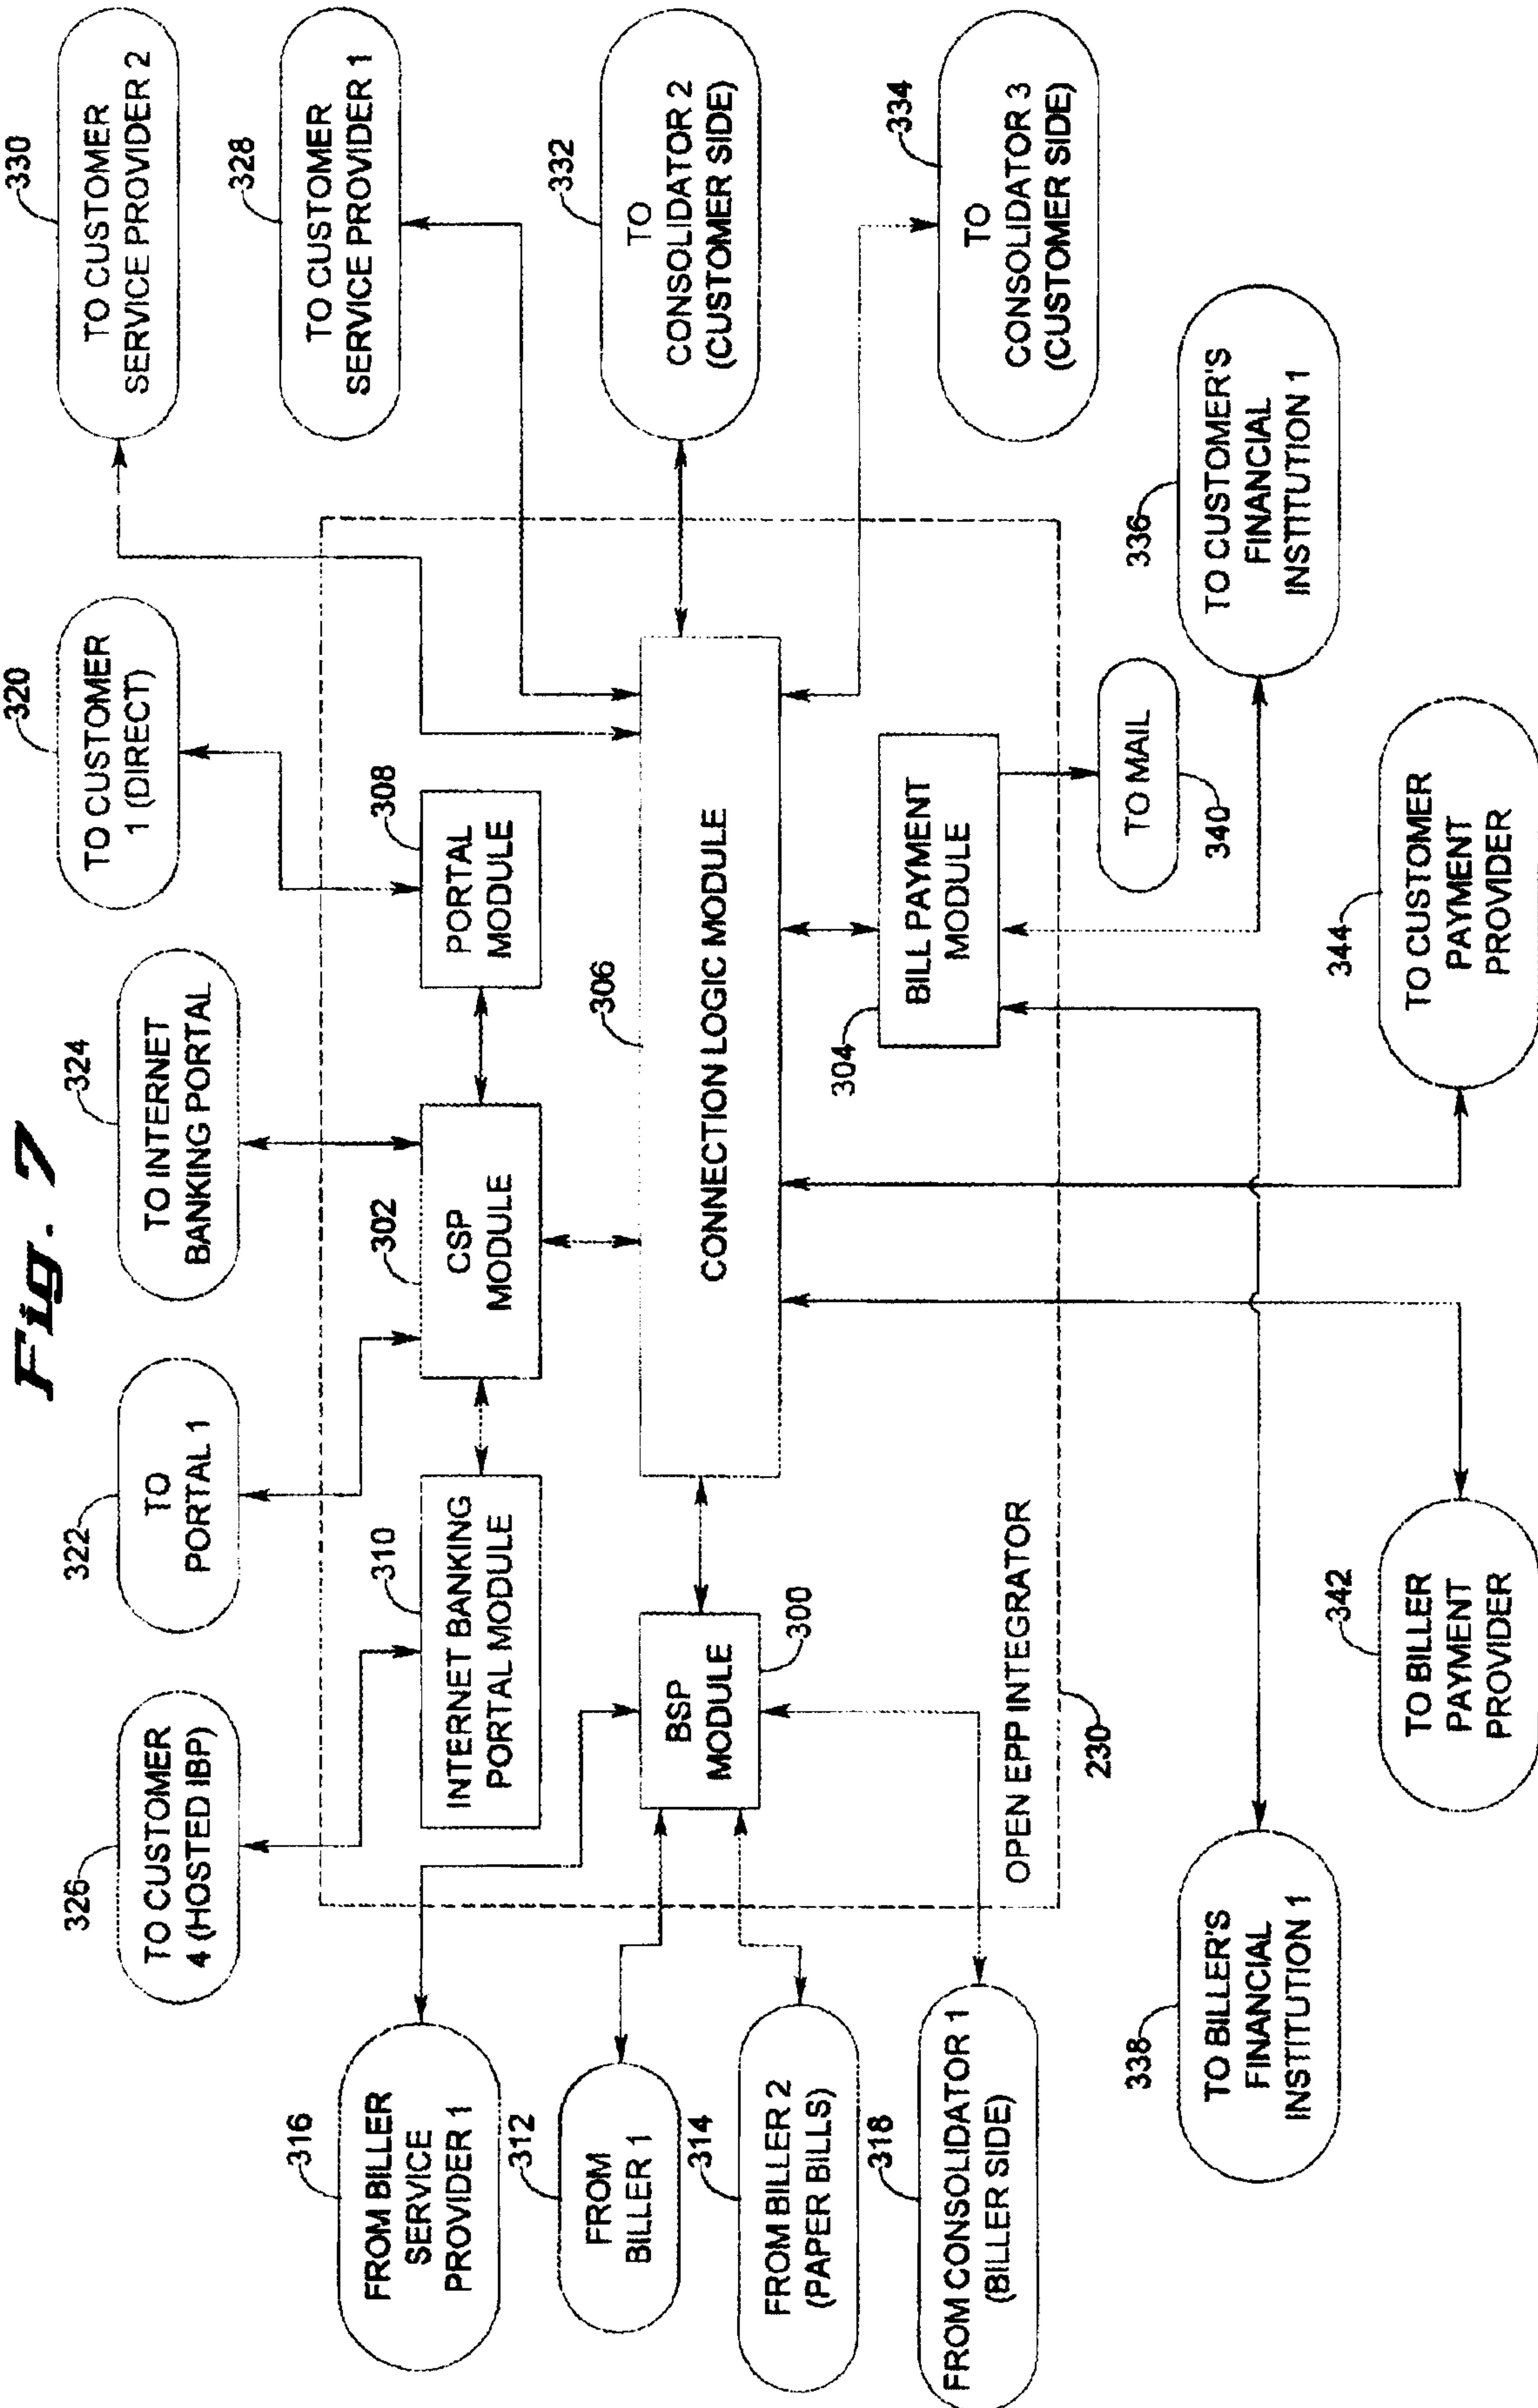 Fig. 7
326
TO CUSTOMER
4 (HOSTED IBP)
322
TO
PORTAL 1
324
TO INTERNET
BANKING PORTAL
320
TO CUSTOMER
1 (DIRECT)
330
TO CUSTOMER
SERVICE PROVIDER 2
328
TO CUSTOMER
SERVICE PROVIDER 1
310
INTERNET BANKING
PORTAL MODULE
302
CSP
MODULE
308
PORTAL
MODULE
316
FROM BILLER
SERVICE
PROVIDER 1
312
FROM
BILLER 1
314
FROM BILLER 2
(PAPER BILLS)
318
FROM CONSOLIDATOR 1
(BILLER SIDE)
BSP
MODULE
300
306
CONNECTION LOGIC MODULE
332
TO
CONSOLIDATOR 2
(CUSTOMER SIDE)
334
TO
CONSOLIDATOR 3
(CUSTOMER SIDE)
304
BILL PAYMENT
MODULE
OPEN EPP INTEGRATOR
230
TO MAIL
340
336
TO CUSTOMER'S
FINANCIAL
INSTITUTION 1
338
TO BILLER'S
FINANCIAL
INSTITUTION 1
342
TO BILLER
PAYMENT
PROVIDER
344
TO CUSTOMER
PAYMENT
PROVIDER